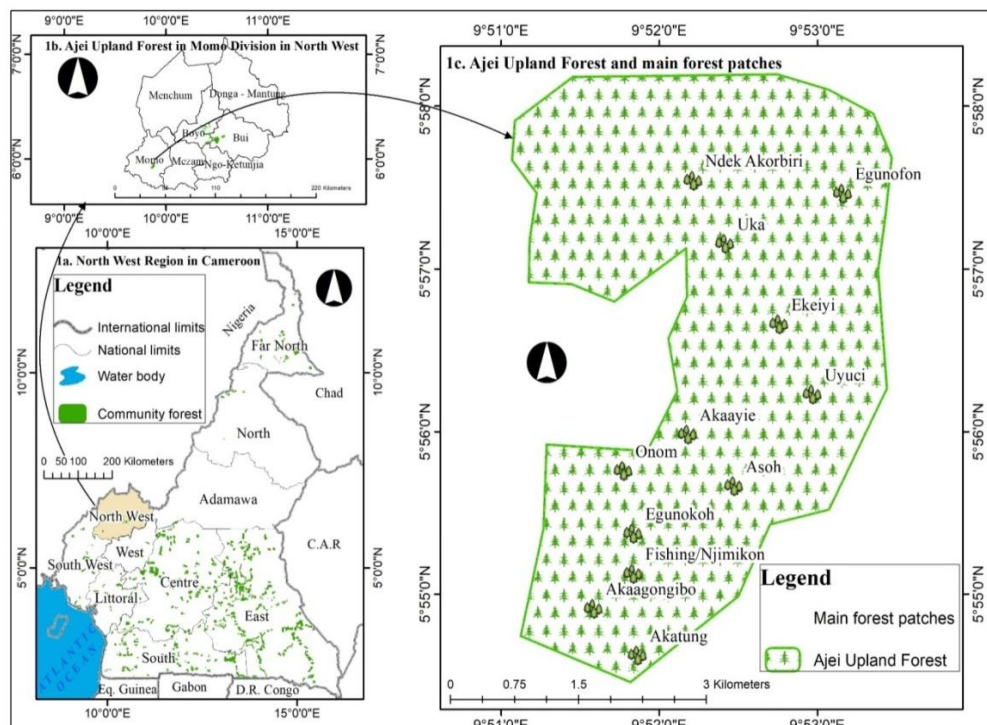 9°0'0"E 10°0'0"E 11°0'0"E
1b. Ajei Upland Forest in Momo Division in North West
7°0'0"N
7°0'0"N
Menchum
Donga - Mantung
Boyo
Bui
6°0'0"N
6°0'0"N
Momo
Mezam
Ngo-Ketunjia
0 55 110 220 Kilometers
9°0'0"E 10°0'0"E 11°0'0"E
10°0'0"E 15°0'0"E
1a. North West Region in Cameroon
Legend
International limits
National limits
Water body
Community forest
0 50 100 200 Kilometers
Nigeria
Far North
10°0'0"N
10°0'0"N
Chad
North
Adamawa
North West
C.A.R
West
South West
5°0'0"N
5°0'0"N
Centre
Littoral
East
South
ATLANTIC
OCEAN
Eq. Guinea
Gabon
D.R. Congo
10°0'0"E 15°0'0"E
9°51'0"E 9°52'0"E 9°53'0"E
1c. Ajei Upland Forest and main forest patches
5°58'0"N
5°58'0"N
Ndek Akorbiri
Egunofon
Uka
5°57'0"N
5°57'0"N
Ekeiyi
Uyuci
Akaayie
5°56'0"N
5°56'0"N
Onom
Asoh
Egunokoh
Fishing/Njimikon
Akaagongibo
5°55'0"N
5°55'0"N
Akatung
Legend
Main forest patches
Ajei Upland Forest
0 0.75 1.5 3 Kilometers
9°51'0"E 9°52'0"E 9°53'0"E